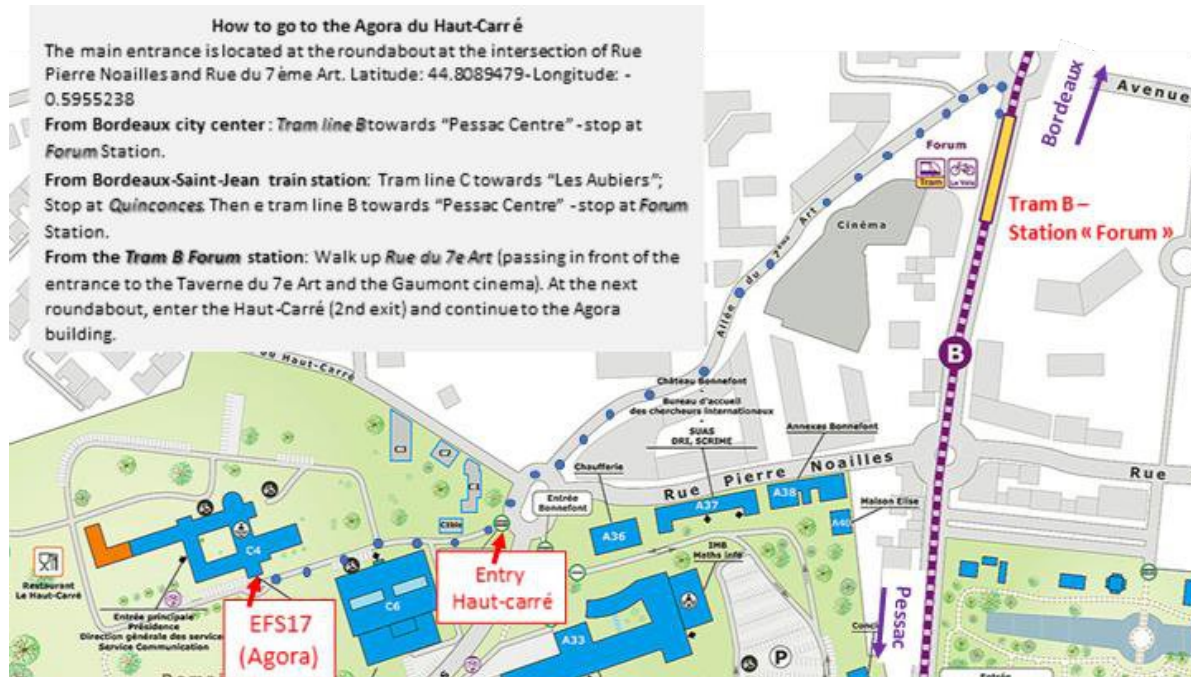 How to go to the Agora du Haut-Carré
The main entrance is located at the roundabout at the intersection of Rue
Pierre Noailles and Rue du 7ème Art. Latitude: 44.8089479 - Longitude: -
0.5955238
From Bordeaux city center : Tram line B towards “Pessac Centre” - stop at
Forum Station.
From Bordeaux-Saint-Jean train station: Tram line C towards “Les Aubiers”;
Stop at Quinconces. Then e tram line B towards “Pessac Centre” - stop at Forum
Station.
From the Tram B Forum station: Walk up Rue du 7e Art (passing in front of the
entrance to the Taverne du 7e Art and the Gaumont cinema). At the next
roundabout, enter the Haut-Carré (2nd exit) and continue to the Agora
building.
Bordeaux
Avenue
Forum
Tram
Le Vélo
Tram B –
Station « Forum »
Cinéma
Allée du 7ème Art
B
du Haut-Carré
Château Bonnefont
-
Bureau d'accueil
des chercheurs internationaux
-
SUAS
DRI, SCRIME
Annexes Bonnefont
Chaufferie
Rue Pierre Noailles
Rue
C3
C2
C1
C1bis
Entrée
Bonnefont
A36
A37
A38
A40
Maison Elise
IMB
Maths info
C4
C6
A33
Restaurant
Le Haut-Carré
Entrée principale
Présidence
Direction générale des services
Service Communication
EFS17
(Agora)
Entry
Haut-carré
P
Pessac
Conci
Entrée